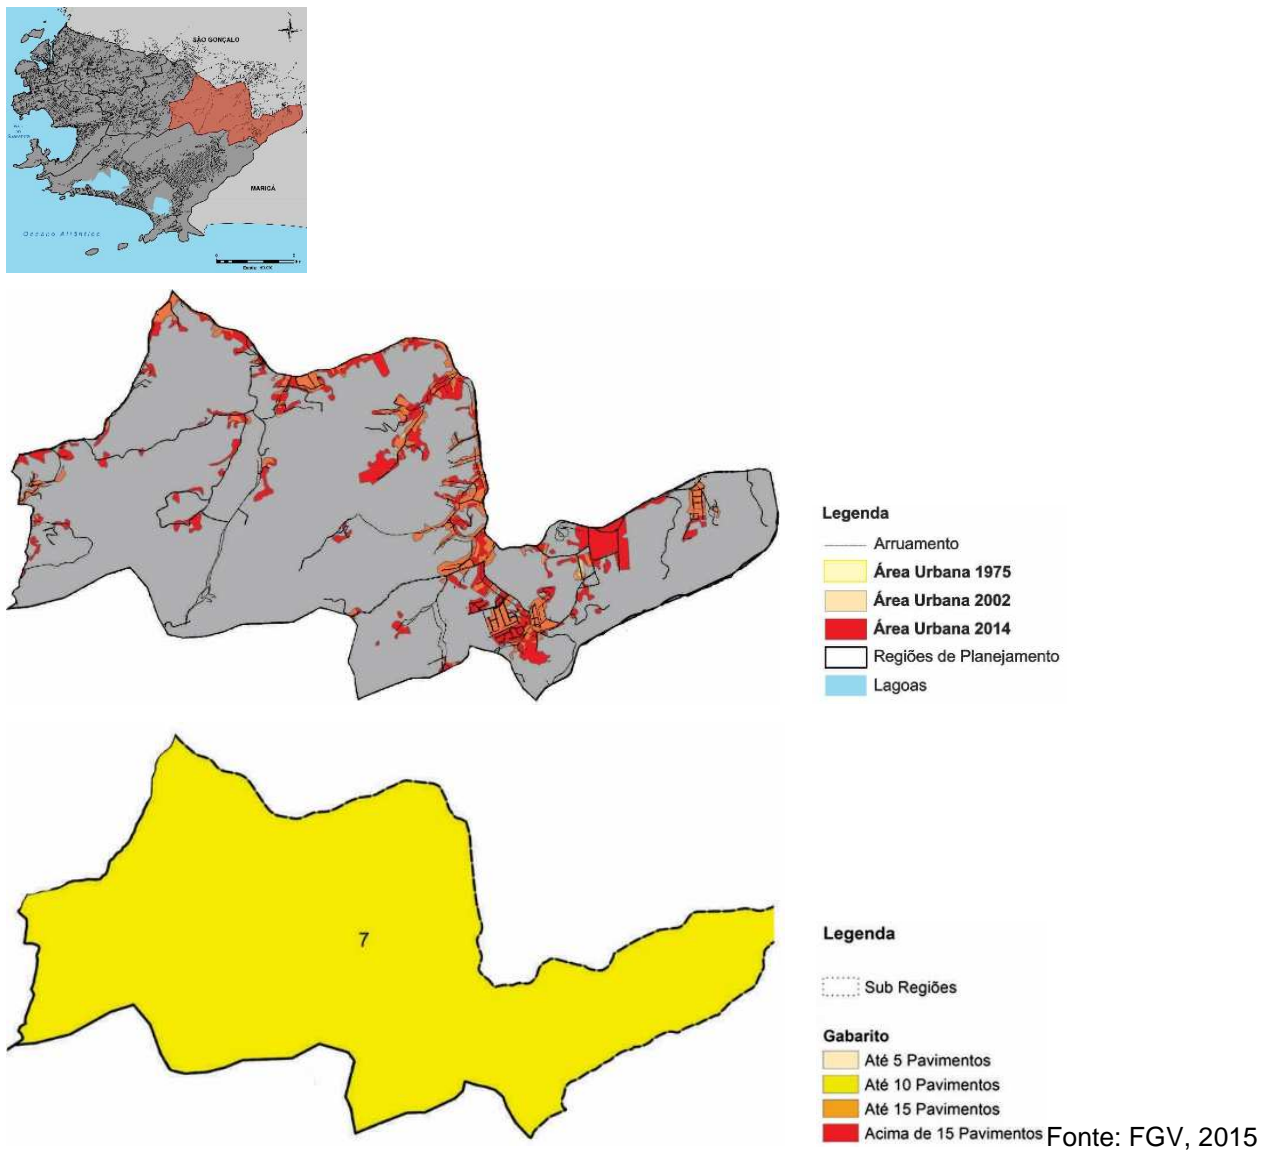 SÃO GONÇALO
MARICÁ
Oceano Atlântico
Legenda
Arruamento
Área Urbana 1975
Área Urbana 2002
Área Urbana 2014
Regiões de Planejamento
Lagoas
7
Legenda
Sub Regiões
Gabarito
Até 5 Pavimentos
Até 10 Pavimentos
Até 15 Pavimentos
Acima de 15 Pavimentos
Fonte: FGV, 2015